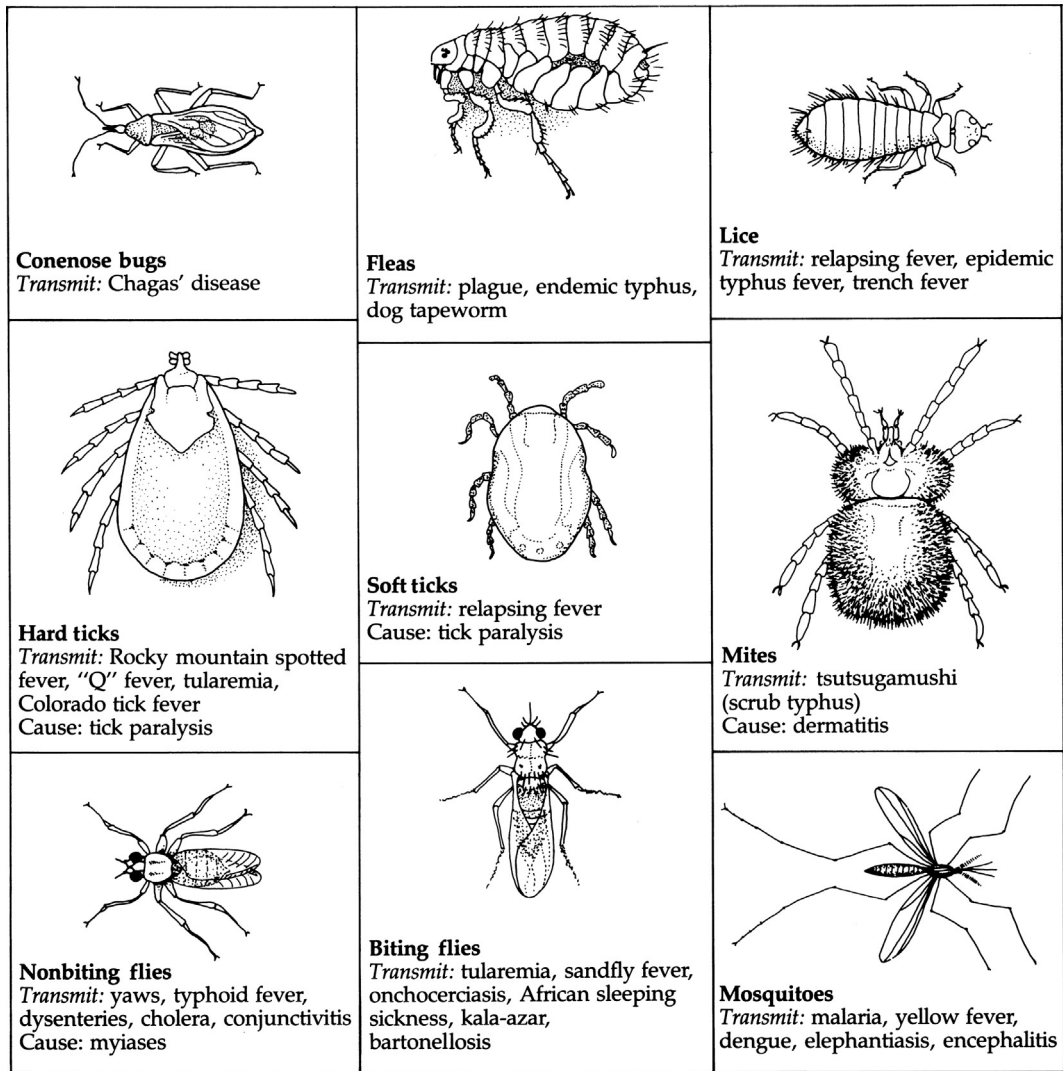 Conenose bugs
Transmit: Chagas’ disease
Fleas
Transmit: plague, endemic typhus,
dog tapeworm
Lice
Transmit: relapsing fever, epidemic
typhus fever, trench fever
Hard ticks
Transmit: Rocky mountain spotted
fever, “Q” fever, tularemia,
Colorado tick fever
Cause: tick paralysis
Soft ticks
Transmit: relapsing fever
Cause: tick paralysis
Mites
Transmit: tsutsugamushi
(scrub typhus)
Cause: dermatitis
Nonbiting flies
Transmit: yaws, typhoid fever,
dysenteries, cholera, conjunctivitis
Cause: myiases
Biting flies
Transmit: tularemia, sandfly fever,
onchocerciasis, African sleeping
sickness, kala-azar,
bartonellosis
Mosquitoes
Transmit: malaria, yellow fever,
dengue, elephantiasis, encephalitis